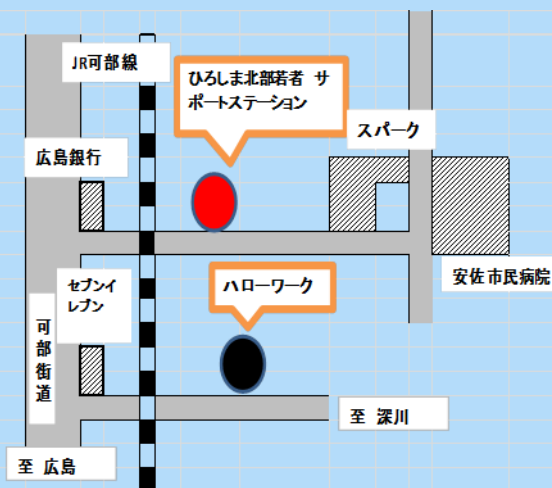 JR可部線
ひろしま北部若者 サ
ポートステーション
スパーク
広島銀行
安佐市民病院
セブンイ
レブン
ハローワーク
可部街道
至 深川
至 広島